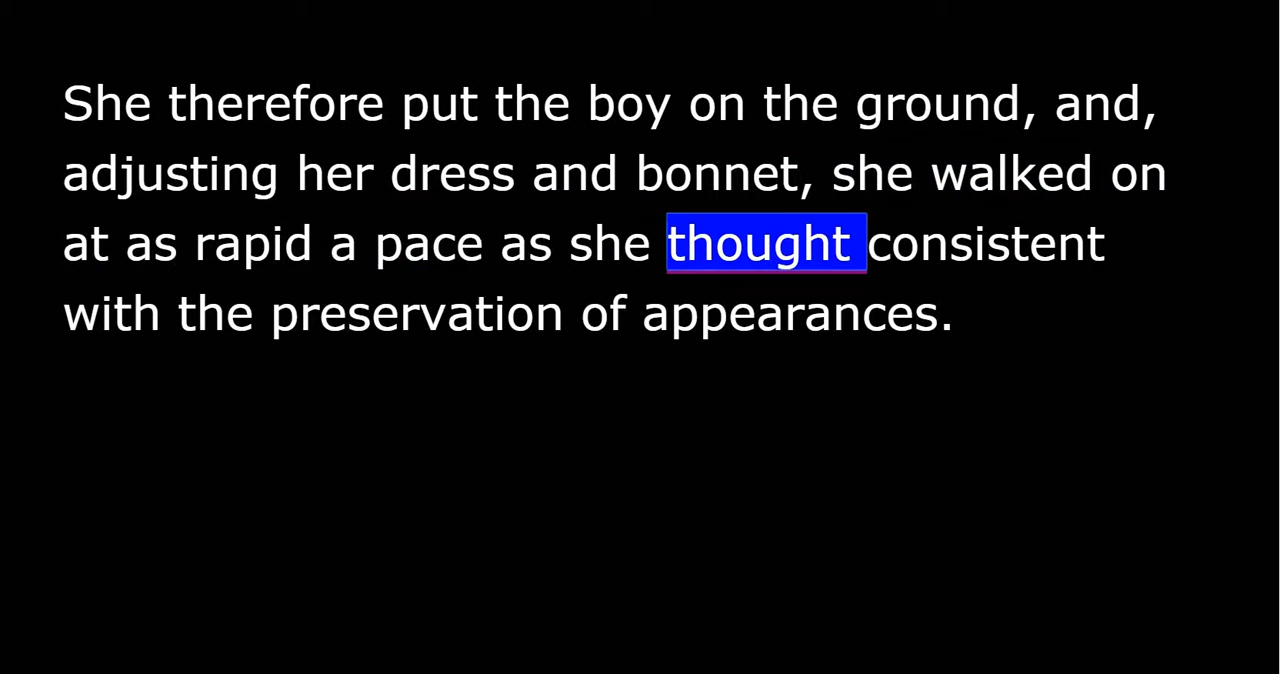 She therefore put the boy on the ground, and,
adjusting her dress and bonnet, she walked on
at as rapid a pace as she thought consistent
with the preservation of appearances.